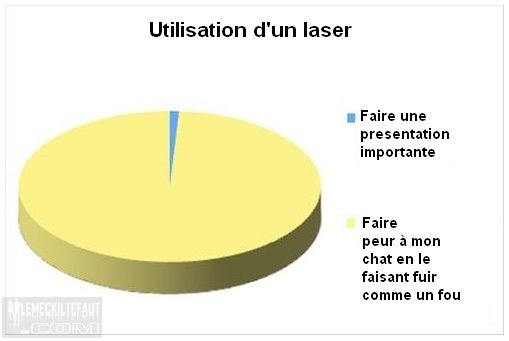 Utilisation d'un laser
Faire une
presentation
importante
Faire
peur à mon
chat en le
faisant fuir
comme un fou
LEMECKILTEFAUT
.COM